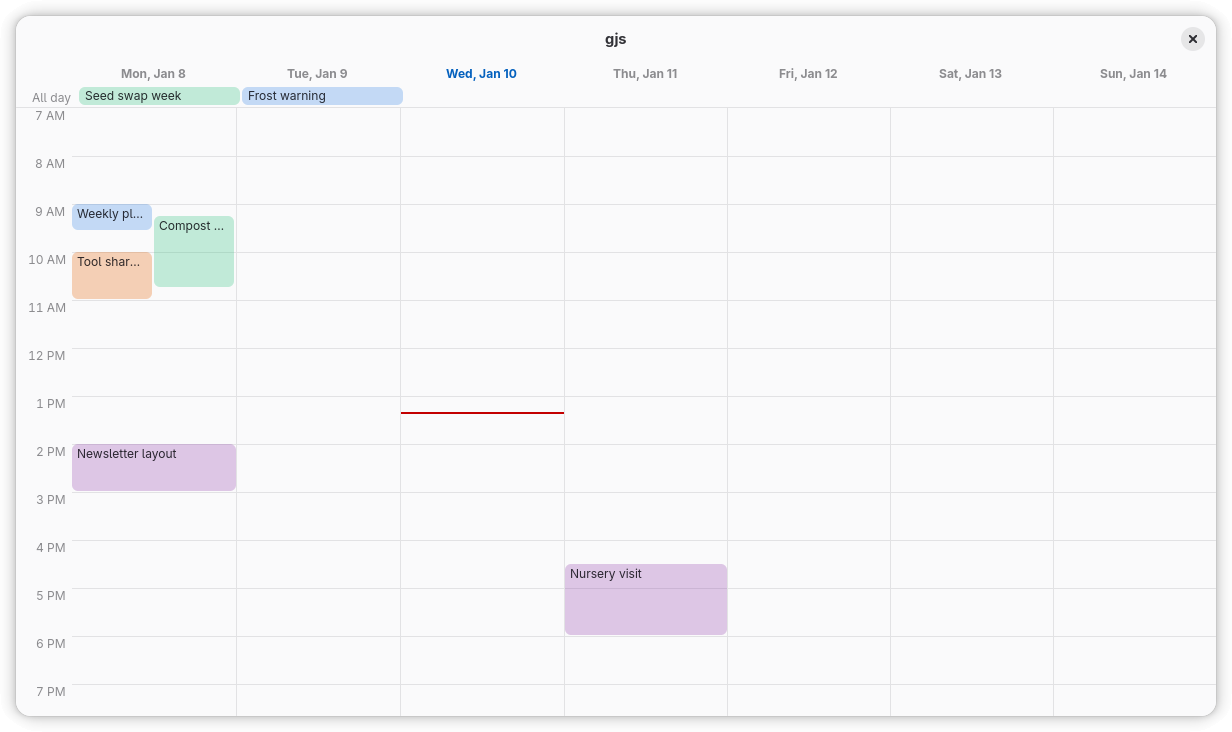 gjs
Mon, Jan 8
Tue, Jan 9
Wed, Jan 10
Thu, Jan 11
Fri, Jan 12
Sat, Jan 13
Sun, Jan 14
All day
Seed swap week
Frost warning
7 AM
8 AM
9 AM
Weekly pl...
Compost ...
10 AM
Tool shar...
11 AM
12 PM
1 PM
2 PM
Newsletter layout
3 PM
4 PM
Nursery visit
5 PM
6 PM
7 PM